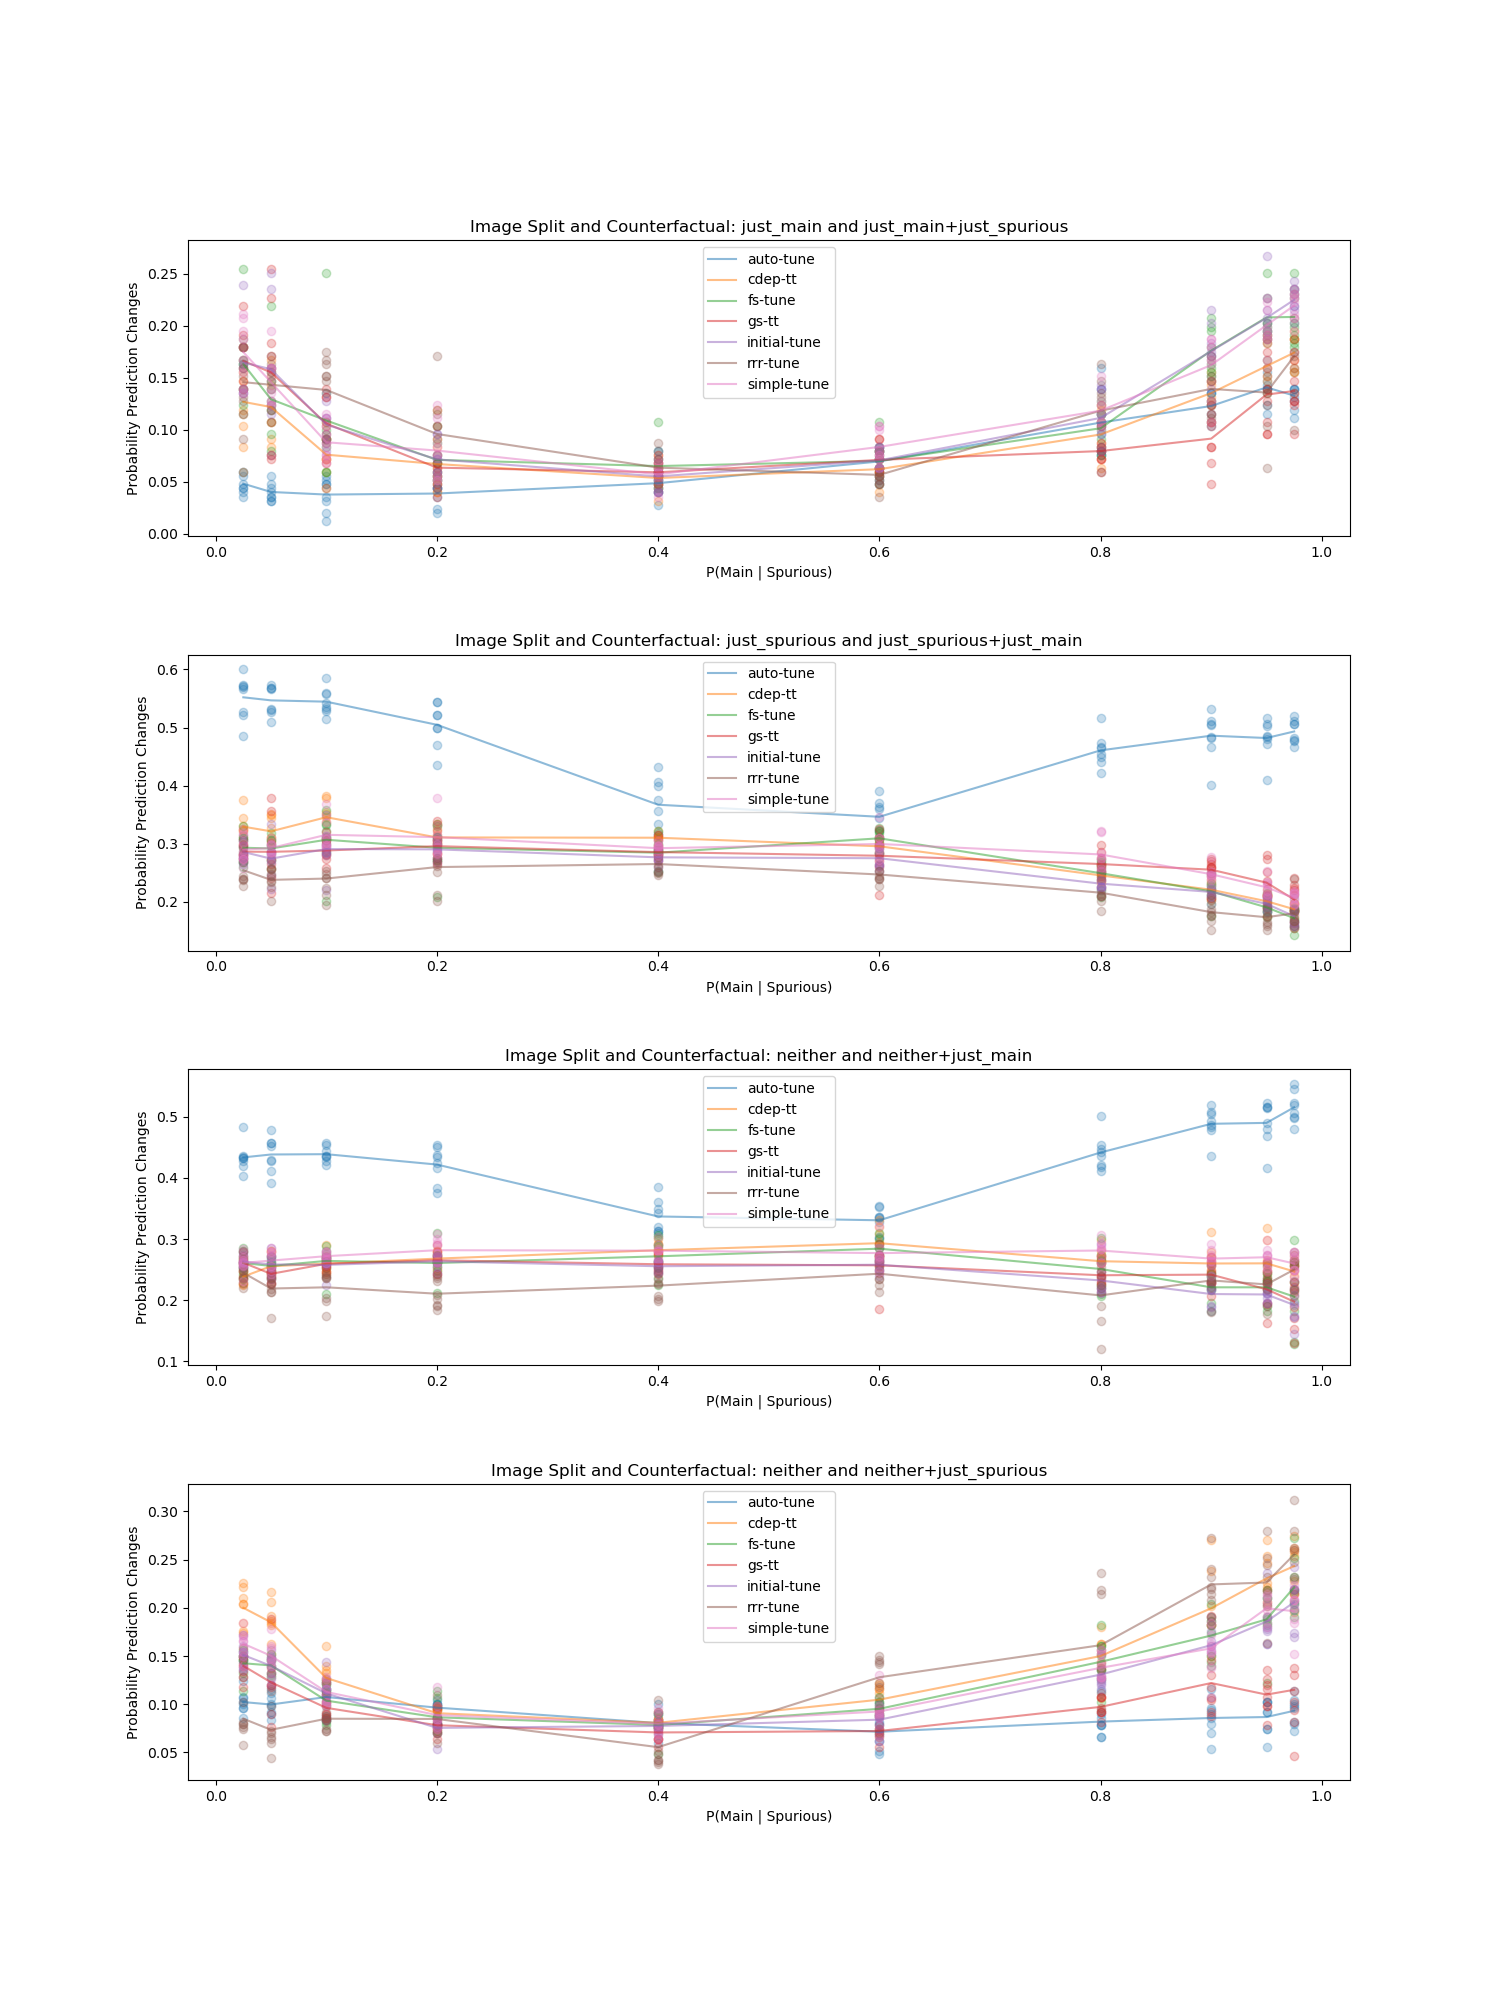 Image Split and Counterfactual: just_main and just_main+just_spurious
auto-tune
cdep-tt
fs-tune
gs-tt
initial-tune
rrr-tune
simple-tune
Probability Prediction Changes
0.25
0.20
0.15
0.10
0.05
0.00
0.0 0.2 0.4 0.6 0.8 1.0
P(Main | Spurious)
Image Split and Counterfactual: just_spurious and just_spurious+just_main
auto-tune
cdep-tt
fs-tune
gs-tt
initial-tune
rrr-tune
simple-tune
Probability Prediction Changes
0.6
0.5
0.4
0.3
0.2
0.0 0.2 0.4 0.6 0.8 1.0
P(Main | Spurious)
Image Split and Counterfactual: neither and neither+just_main
auto-tune
cdep-tt
fs-tune
gs-tt
initial-tune
rrr-tune
simple-tune
Probability Prediction Changes
0.5
0.4
0.3
0.2
0.1
0.0 0.2 0.4 0.6 0.8 1.0
P(Main | Spurious)
Image Split and Counterfactual: neither and neither+just_spurious
auto-tune
cdep-tt
fs-tune
gs-tt
initial-tune
rrr-tune
simple-tune
Probability Prediction Changes
0.30
0.25
0.20
0.15
0.10
0.05
0.0 0.2 0.4 0.6 0.8 1.0
P(Main | Spurious)